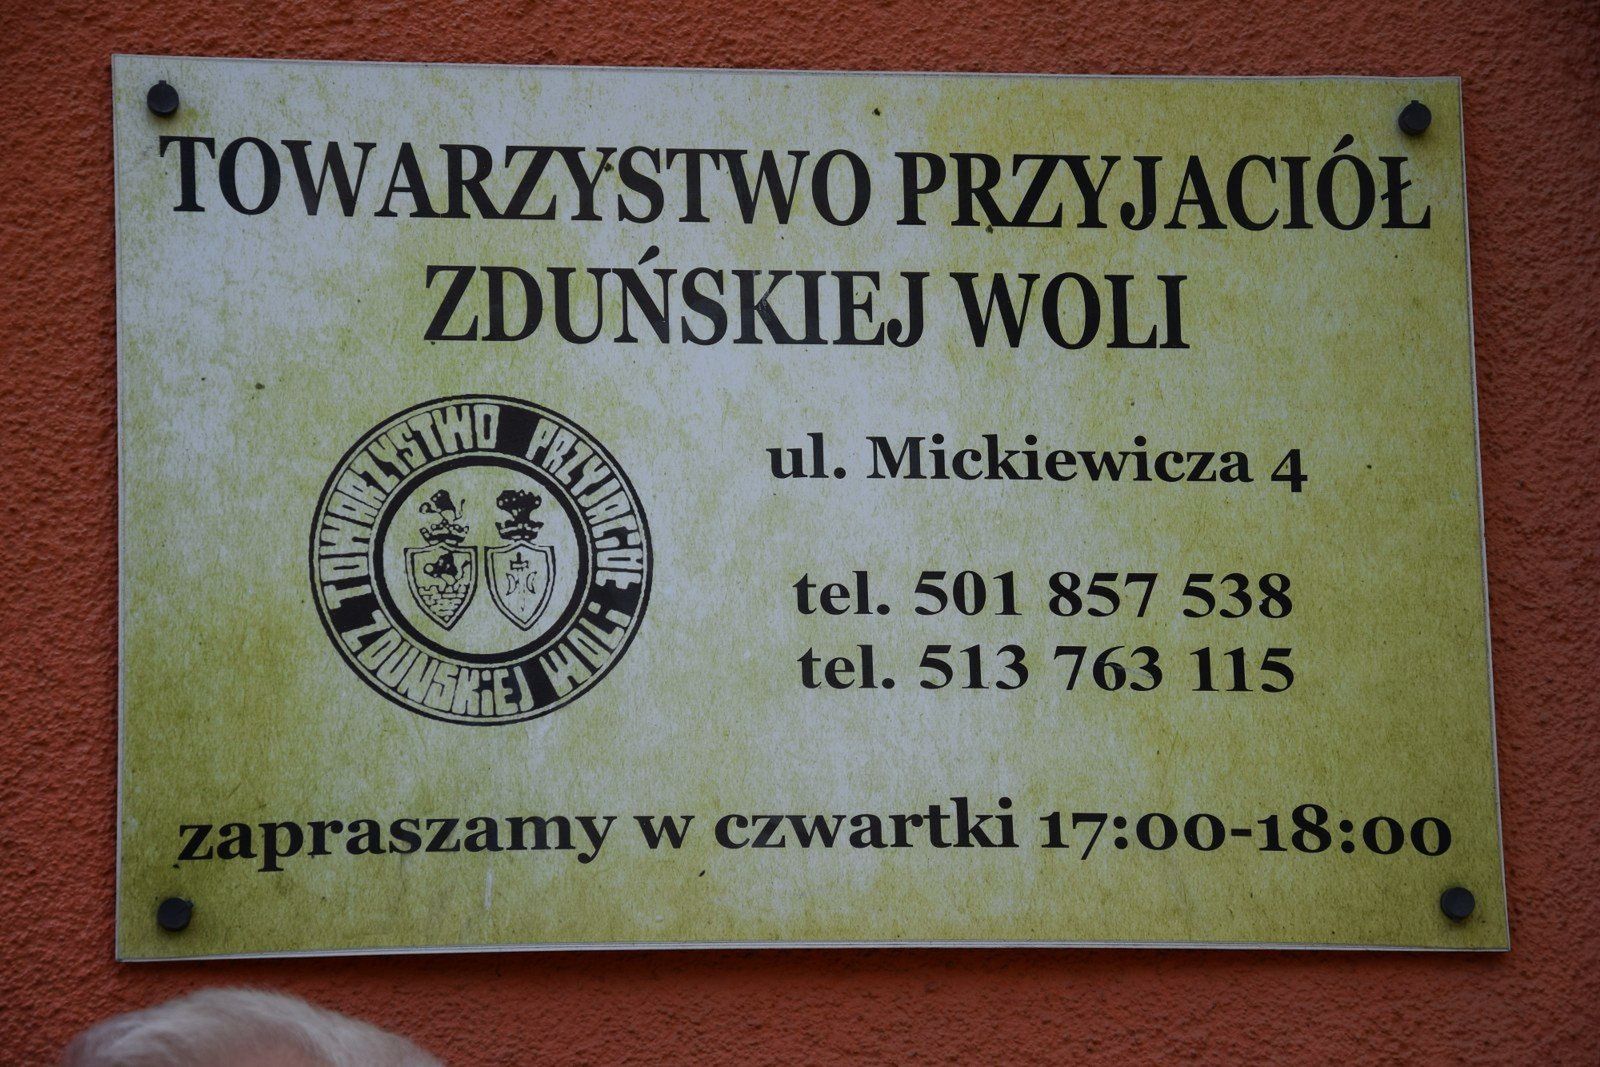 TOWARZYSTWO PRZYJACIÓŁ
ZDUŃSKIEJ WOLI
TOWARZYSTWO PRZYJACIÓŁ
ZDUŃSKIEJ WOLI
ul. Mickiewicza 4
tel. 501 857 538
tel. 513 763 115
zapraszamy w czwartki 17:00-18:00